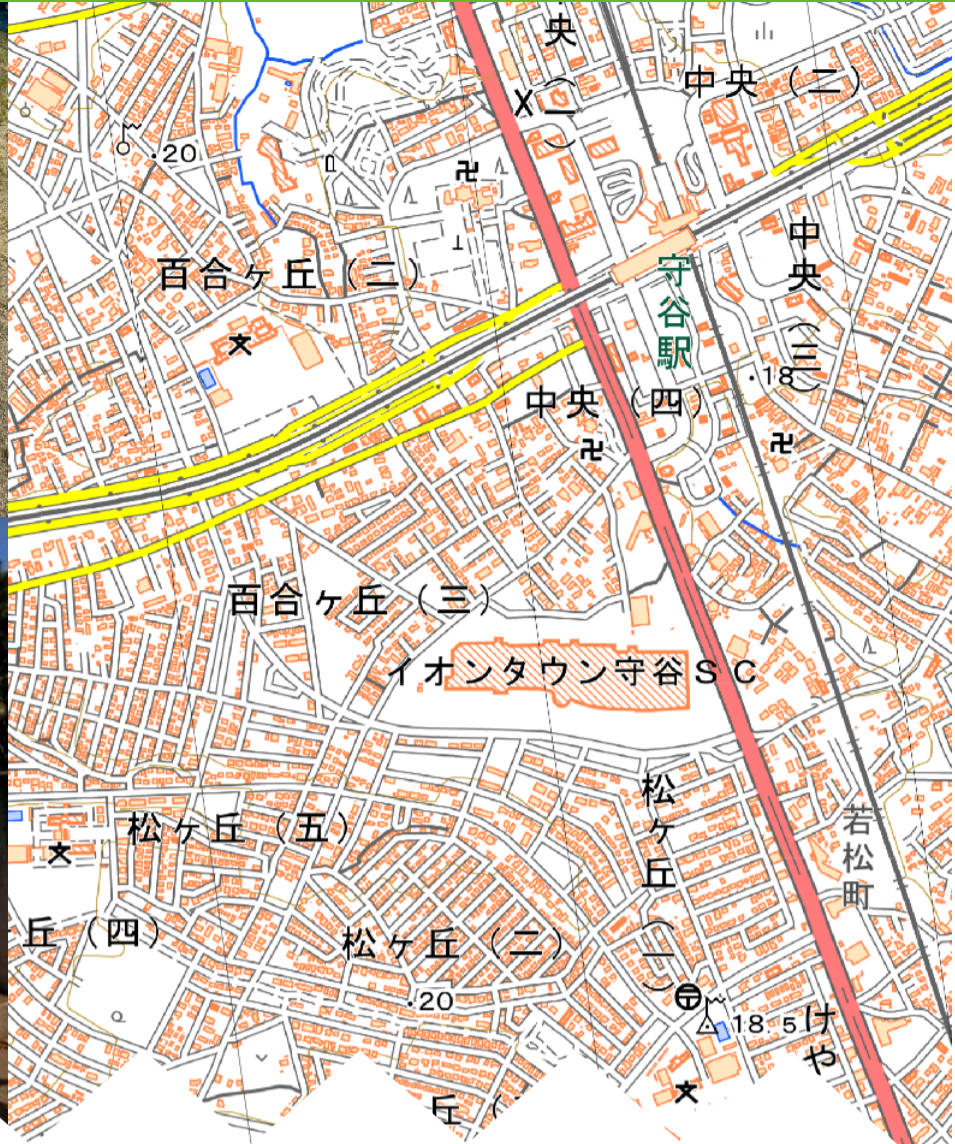 央（一）
中央（二）
・20
中央（三）
百合ヶ丘（二）
守谷駅
・18
中央（四）
百合ヶ丘（三）
イオンタウン守谷ＳＣ
松ヶ丘（一）
松ヶ丘（五）
若松町
丘（四）
松ヶ丘（二）
・20
18.5
けや
丘（